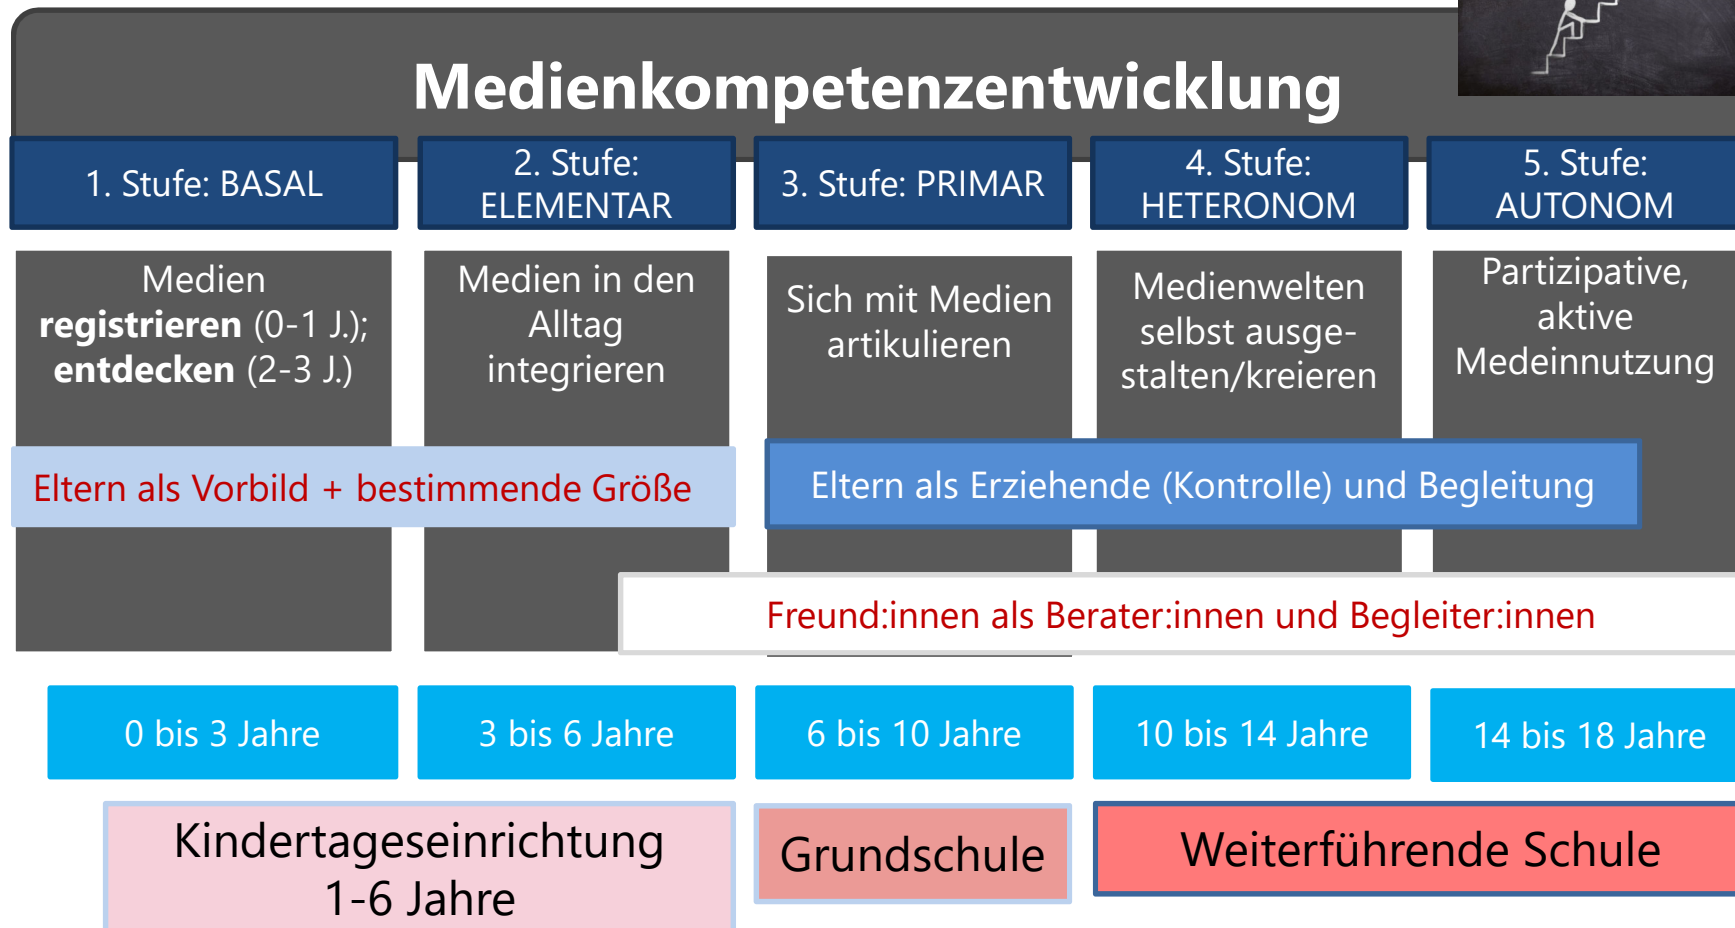 Medienkompetenzentwicklung
1. Stufe: BASAL
2. Stufe:
ELEMENTAR
3. Stufe: PRIMAR
4. Stufe:
HETERONOM
5. Stufe:
AUTONOM
Medien
registrieren (0-1 J.);
entdecken (2-3 J.)
Medien in den
Alltag
integrieren
Sich mit Medien
artikulieren
Medienwelten
selbst ausge-
stalten/kreieren
Partizipative,
aktive
Medeinnutzung
Eltern als Vorbild + bestimmende Größe
Eltern als Erziehende (Kontrolle) und Begleitung
Freund:innen als Berater:innen und Begleiter:innen
0 bis 3 Jahre
3 bis 6 Jahre
6 bis 10 Jahre
10 bis 14 Jahre
14 bis 18 Jahre
Kindertageseinrichtung
1-6 Jahre
Grundschule
Weiterführende Schule